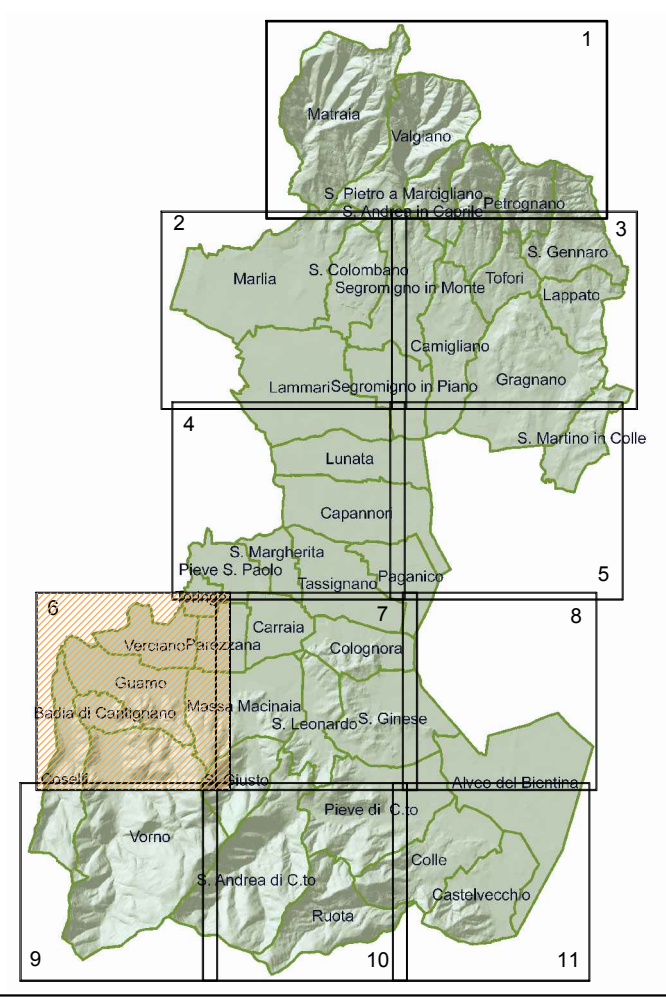 1
Matraia
Valgiano
S. Pietro a Marcigliano
Petrognano
S. Andrea in Caprile
2
3
S. Gennaro
S. Colombano
Marlia
Tofori
Segromigno in Monte
Lappato
Camigliano
Gragnano
Lammari
Segromigno in Piano
4
S. Martino in Colle
Lunata
Capannori
S. Margherita
Pieve S. Paolo
Paganico
5
Tassignano
Toringo
6
7
8
Carraia
Verciano
Parezzana
Colognora
Guamo
Massa Macinaia
Badia di Cantignano
S. Leonardo
S. Ginese
Coselli
S. Giusto
Alveo del Bientina
Pieve di C.to
Vorno
Colle
S. Andrea di C.to
Castelvecchio
Ruota
9
10
11